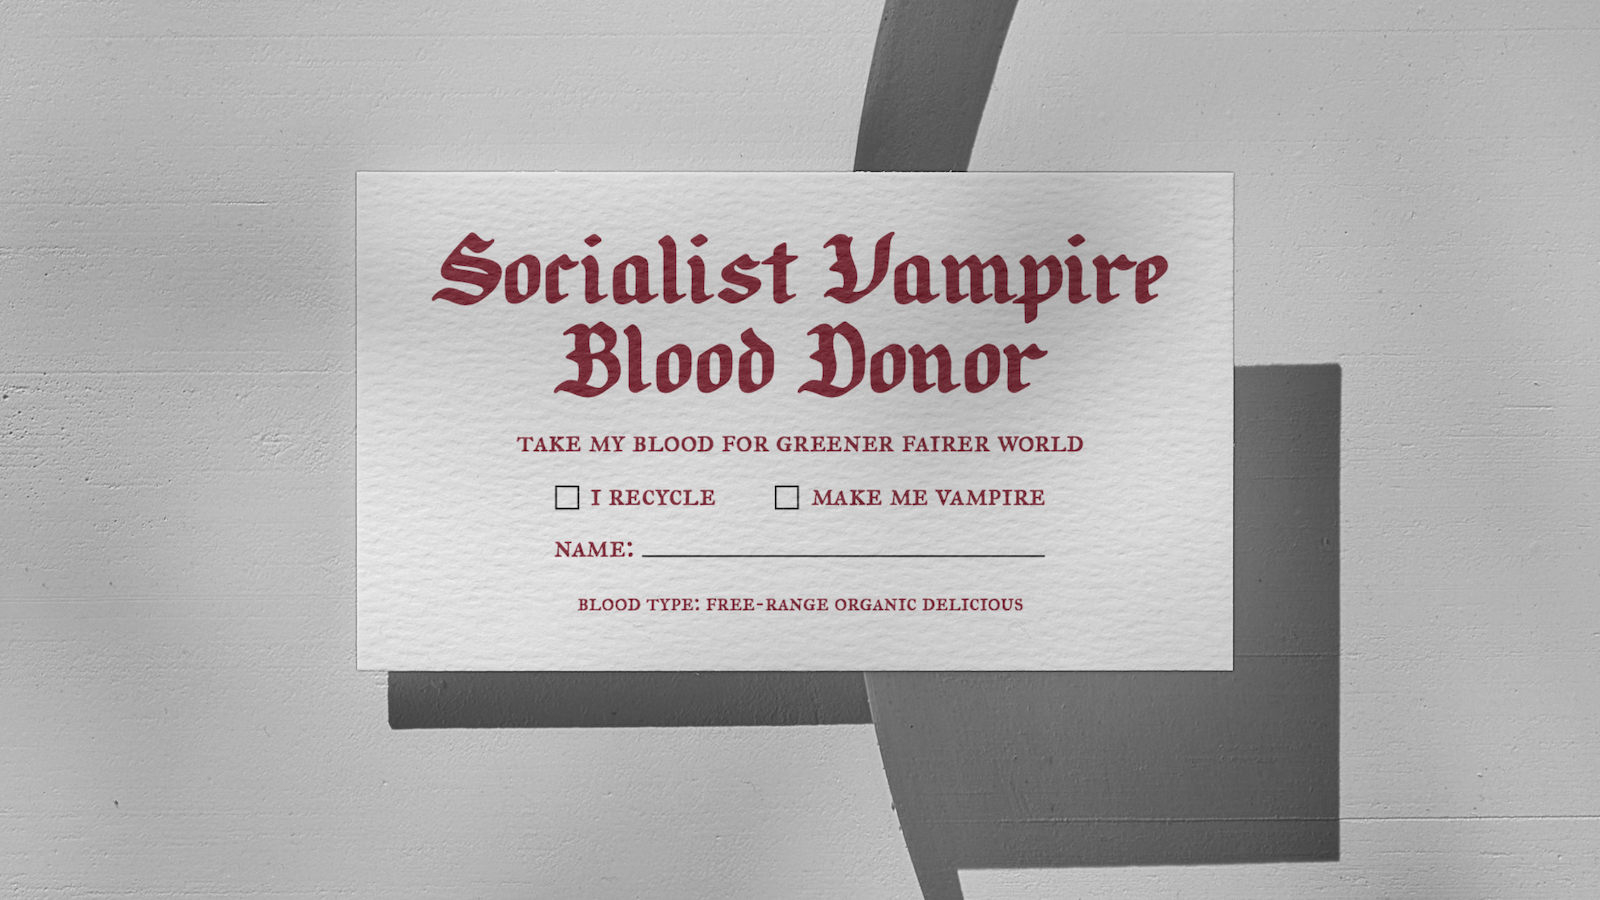 Socialist Vampire
Blood Donor
TAKE MY BLOOD FOR GREENER FAIRER WORLD
☐ I RECYCLE ☐ MAKE ME VAMPIRE
NAME: ____________________
BLOOD TYPE: FREE-RANGE ORGANIC DELICIOUS